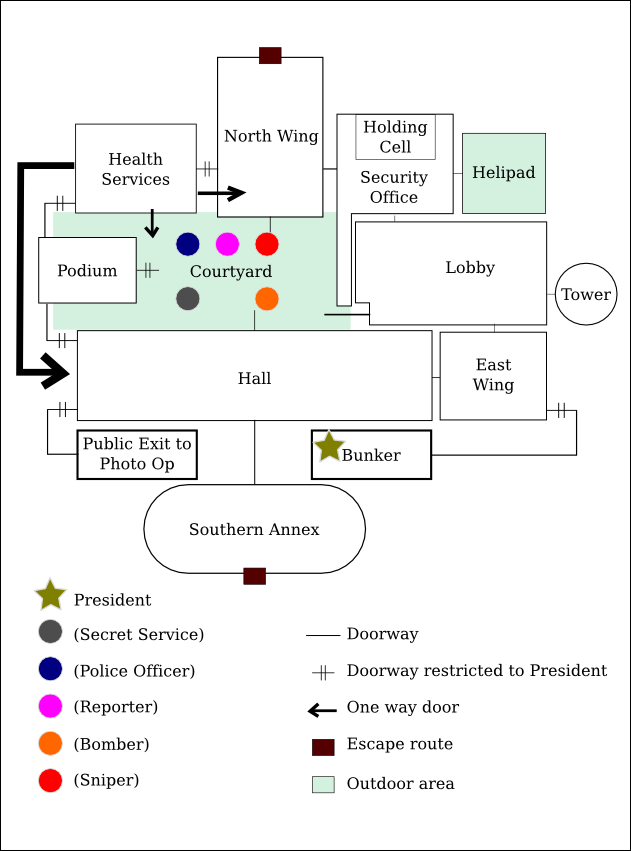 North Wing
Holding
Cell
Health
Services
Security
Office
Helipad
Podium
Courtyard
Lobby
Tower
Hall
East
Wing
Public Exit to
Photo Op
Bunker
Southern Annex
President
(Secret Service)
(Police Officer)
(Reporter)
(Bomber)
(Sniper)
Doorway
Doorway restricted to President
One way door
Escape route
Outdoor area